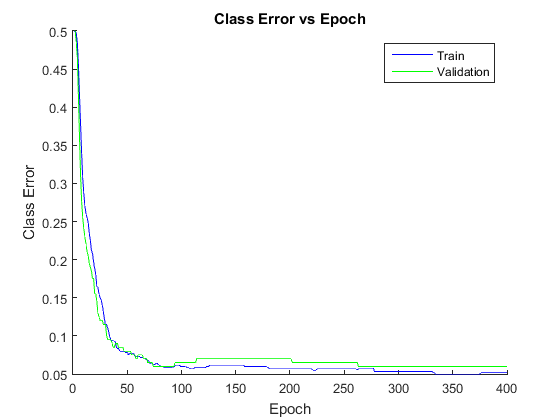 Class Error vs Epoch
Train
Validation
Class Error
0.5
0.45
0.4
0.35
0.3
0.25
0.2
0.15
0.1
0.05
0 50 100 150 200 250 300 350 400
Epoch